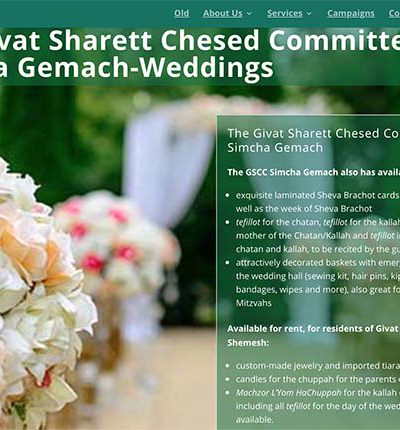 Old About Us Services Campaigns Co
ivat Sharett Chesed Committe
a Gemach-Weddings
The Givat Sharett Chesed Co
Simcha Gemach
The GSCC Simcha Gemach also has availa
exquisite laminated Sheva Brachot cards
well as the week of Sheva Brachot
tefillot for the chatan, tefillot for the kallah
mother of the Chatan/Kallah and tefillot
chatan and kallah, to be recited by the gu
attractively decorated baskets with emer
the wedding hall (sewing kit, hair pins, kip
bandages, wipes and more), also great fo
Mitzvahs
Available for rent, for residents of Givat
Shemesh:
custom-made jewelry and imported tiara
candles for the chuppah for the parents o
Machzor L'Yom HaChuppah for the kallah
including all tefillot for the day of the wed
available.